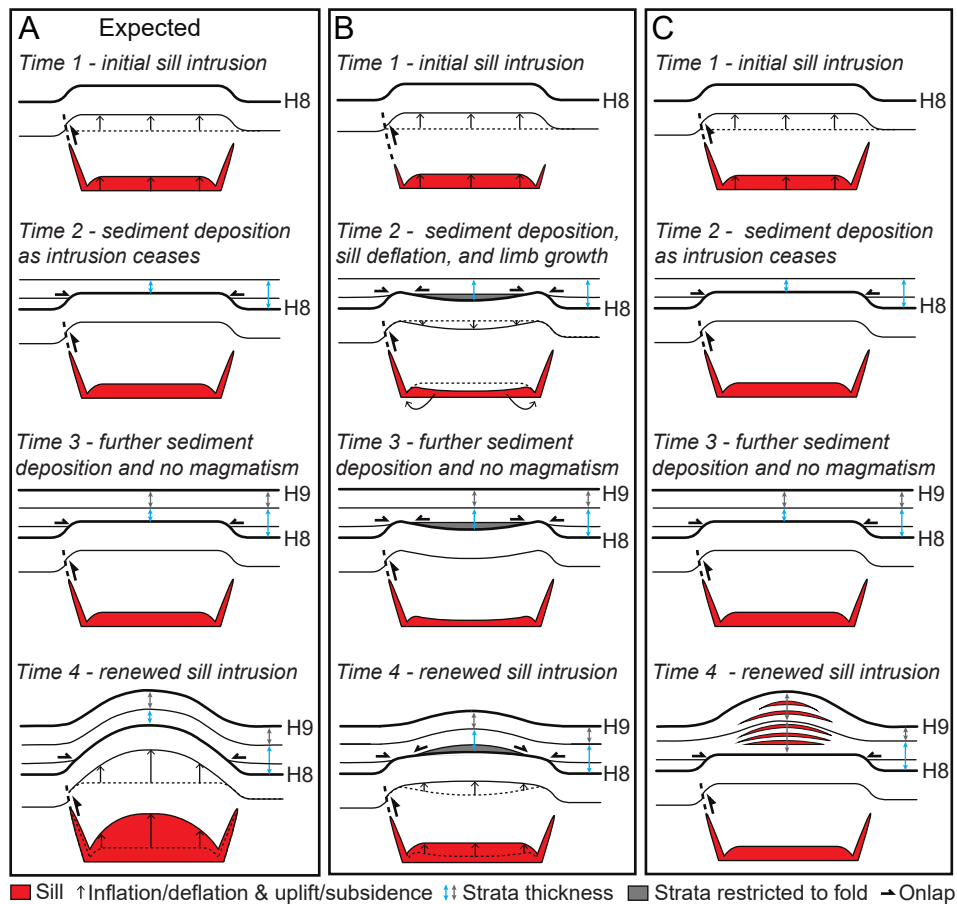 A
Expected
Time 1 - initial sill intrusion
H8
Time 2 - sediment deposition
as intrusion ceases
H8
Time 3 - further sediment
deposition and no magmatism
H9
H8
Time 4 - renewed sill intrusion
H9
H8
B
Time 1 - initial sill intrusion
H8
Time 2 - sediment deposition,
sill deflation, and limb growth
H8
Time 3 - further sediment
deposition and no magmatism
H9
H8
Time 4 - renewed sill intrusion
H9
H8
C
Time 1 - initial sill intrusion
H8
Time 2 - sediment deposition
as intrusion ceases
H8
Time 3 - further sediment
deposition and no magmatism
H9
H8
Time 4 - renewed sill intrusion
H9
H8
Sill Inflation/deflation & uplift/subsidence Strata thickness Strata restricted to fold Onlap